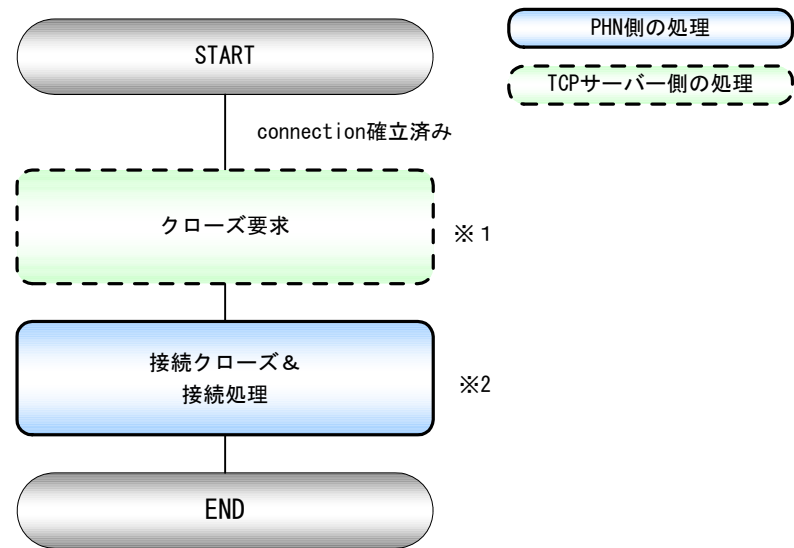 START
PHN側の処理
TCPサーバー側の処理
connection確立済み
クローズ要求
※1
接続クローズ&
接続処理
※2
END